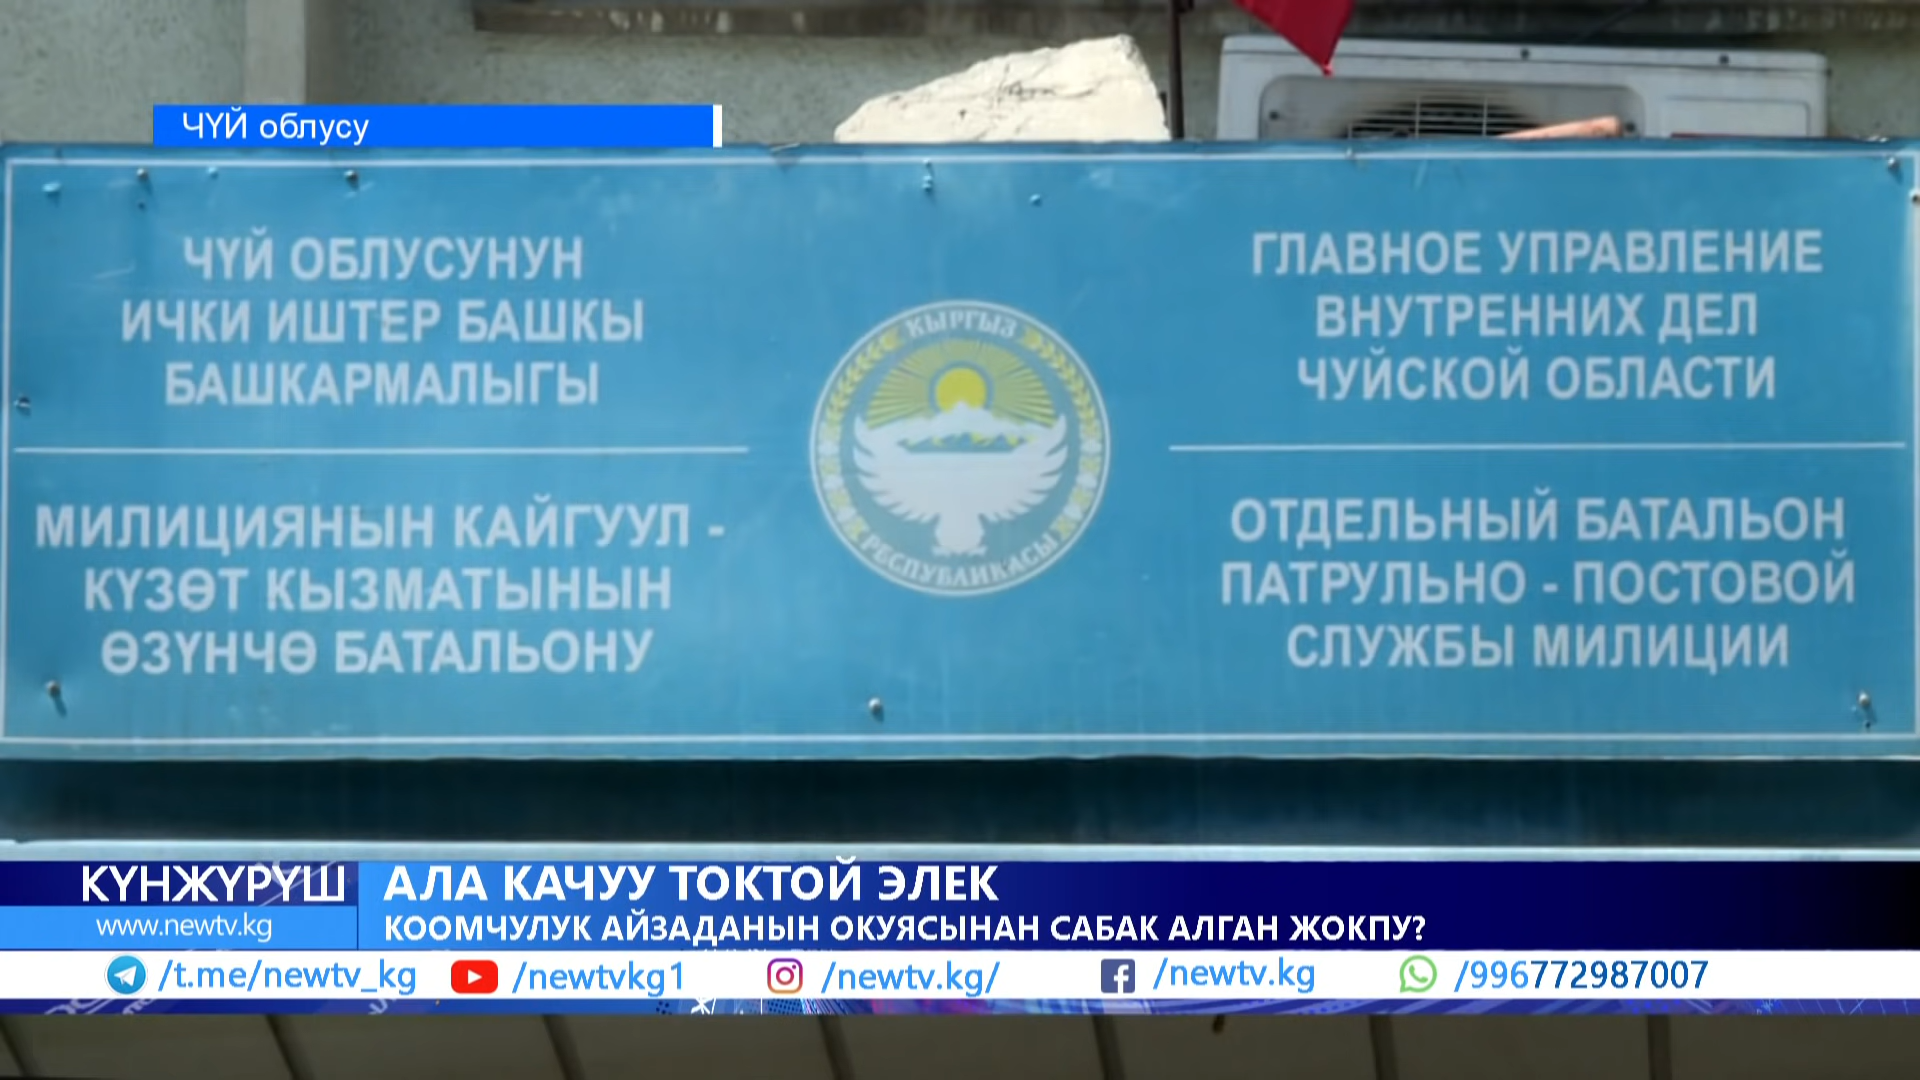 ЧҮЙ облусу
ЧҮЙ ОБЛУСУНУН
ИЧКИ ИШТЕР БАШКЫ
БАШКАРМАЛЫГЫ
МИЛИЦИЯНЫН КАЙГУУЛ -
КҮЗӨТ КЫЗМАТЫНЫН
ӨЗҮНЧӨ БАТАЛЬОНУ
КЫРГЫЗ
РЕСПУБЛИКАСЫ
ГЛАВНОЕ УПРАВЛЕНИЕ
ВНУТРЕННИХ ДЕЛ
ЧУЙСКОЙ ОБЛАСТИ
ОТДЕЛЬНЫЙ БАТАЛЬОН
ПАТРУЛЬНО - ПОСТОВОЙ
СЛУЖБЫ МИЛИЦИИ
КҮНЖҮРҮШ
www.newtv.kg
АЛА КАЧУУ ТОКТОЙ ЭЛЕК
КООМЧУЛУК АЙЗАДАНЫН ОКУЯСЫНАН САБАК АЛГАН ЖОКПУ?
/t.me/newtv_kg /newtvkg1 /newtv.kg/ /newtv.kg /996772987007